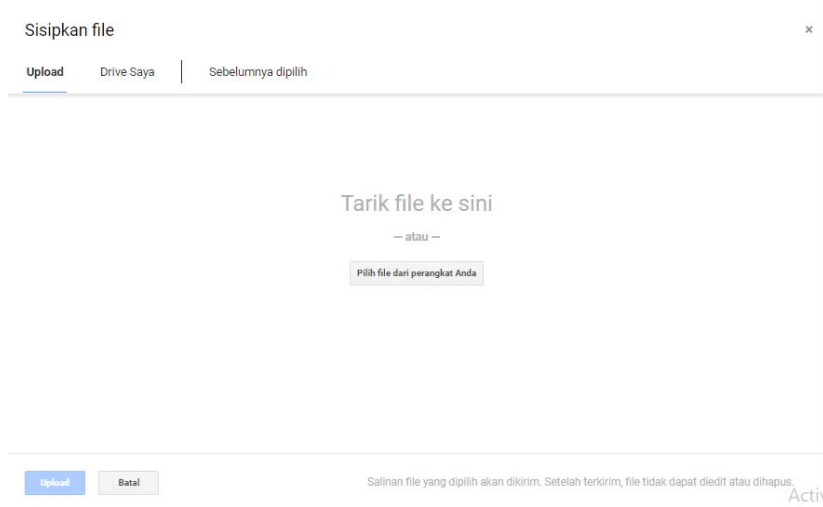 Sisipkan file
×
Upload Drive Saya Sebelumnya dipilih
Tarik file ke sini
— atau —
Pilih file dari perangkat Anda
Upload Batal Salinan file yang dipilih akan dikirim. Setelah terkirim, file tidak dapat diedit atau dihapus.
Activ